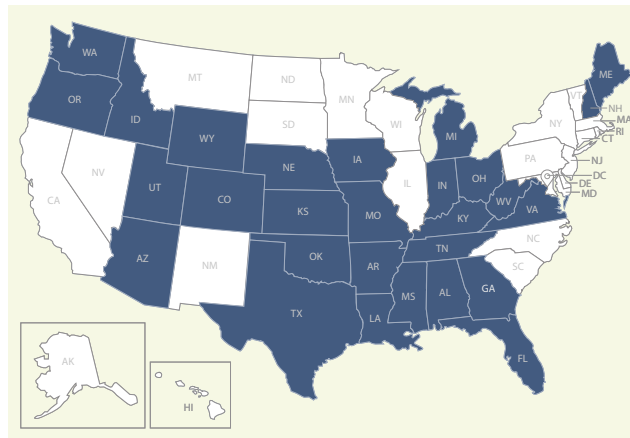 WA
ME
MT
ND
VT
MN
OR
NH
ID
SD
WI
NY
MA
WY
MI
RI
CT
IA
PA
NE
NJ
NV
IL
IN
OH
DC
UT
DE
CO
WV
MD
CA
KS
MO
KY
VA
NC
TN
OK
AZ
NM
AR
SC
MS
AL
GA
TX
LA
FL
AK
HI